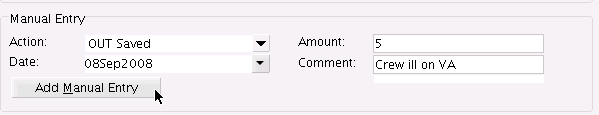 Manual Entry
Action: OUT Saved Amount: 5
Date: 08Sep2008 Comment: Crew ill on VA
Add Manual Entry